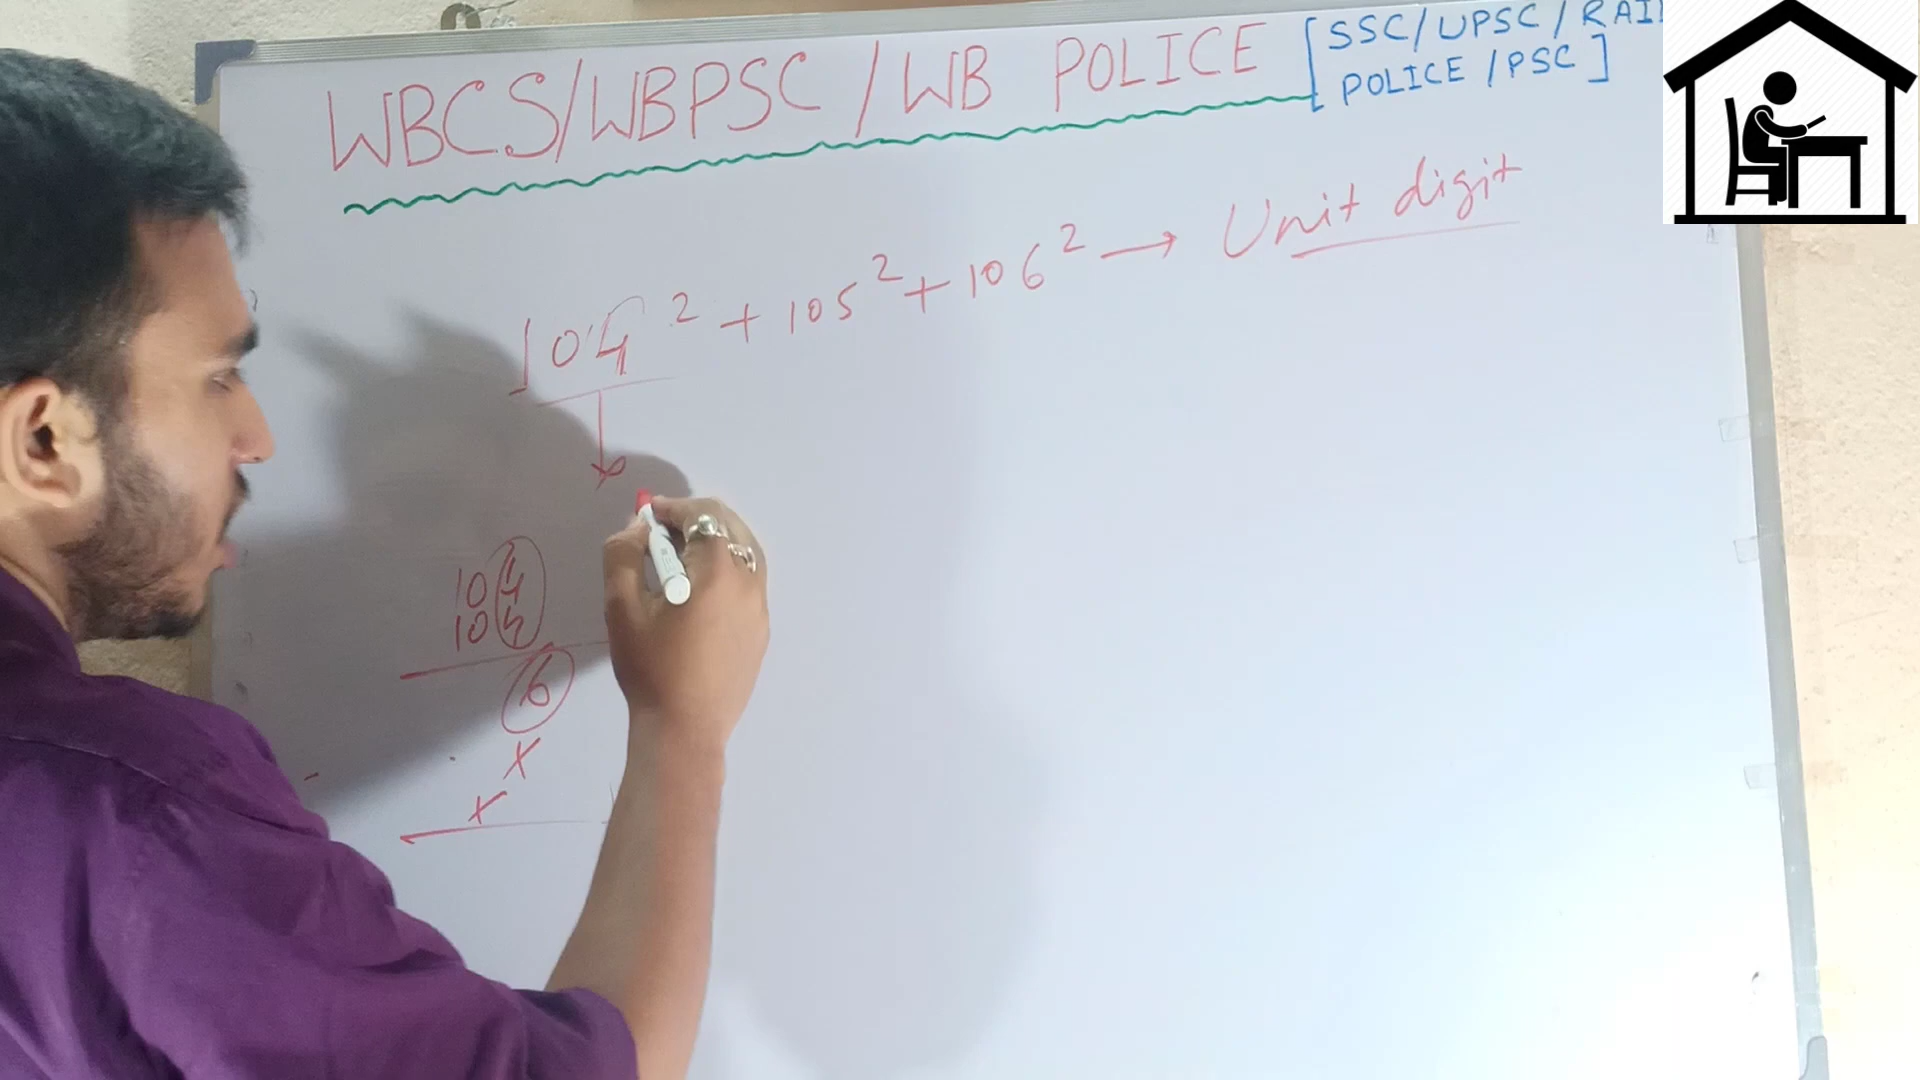 WBCS/WBPSC/WB POLICE
[SSC/UPSC/RAI
POLICE/PSC]
104² + 105² + 106² → Unit digit
104
104
6
x
x